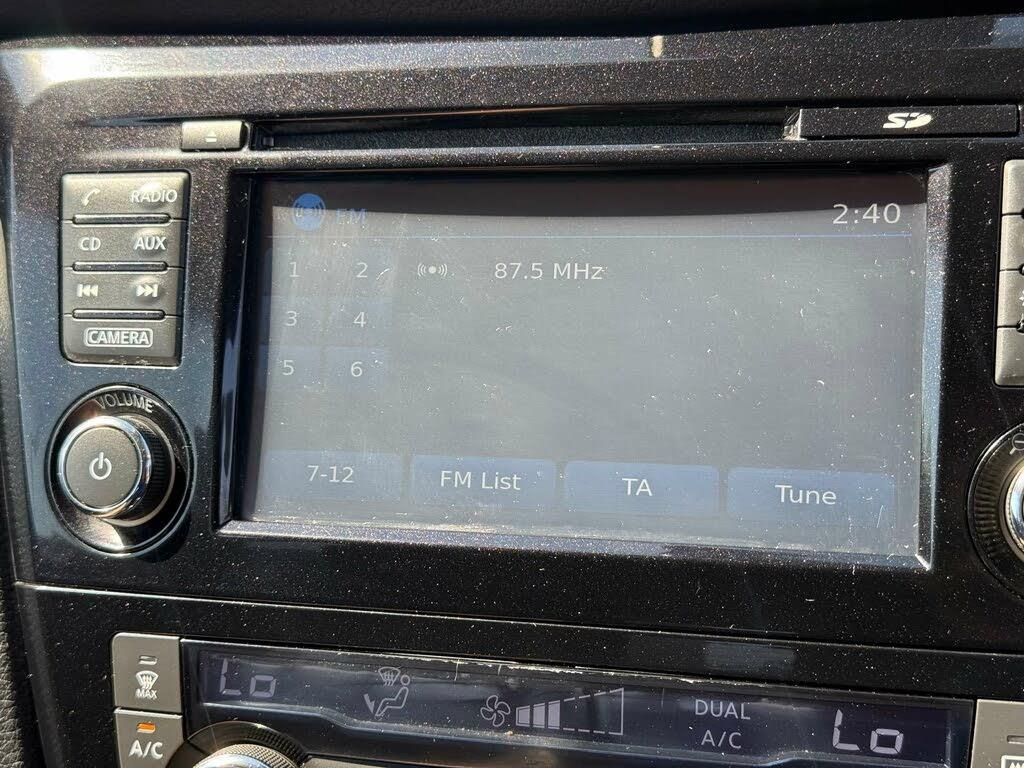 SD
RADIO
CD AUX
CAMERA
VOLUME
FM 2:40
1 2 87.5 MHz
3 4
5 6
7-12 FM List TA Tune
MAX
A/C
Lo DUAL Lo
A/C